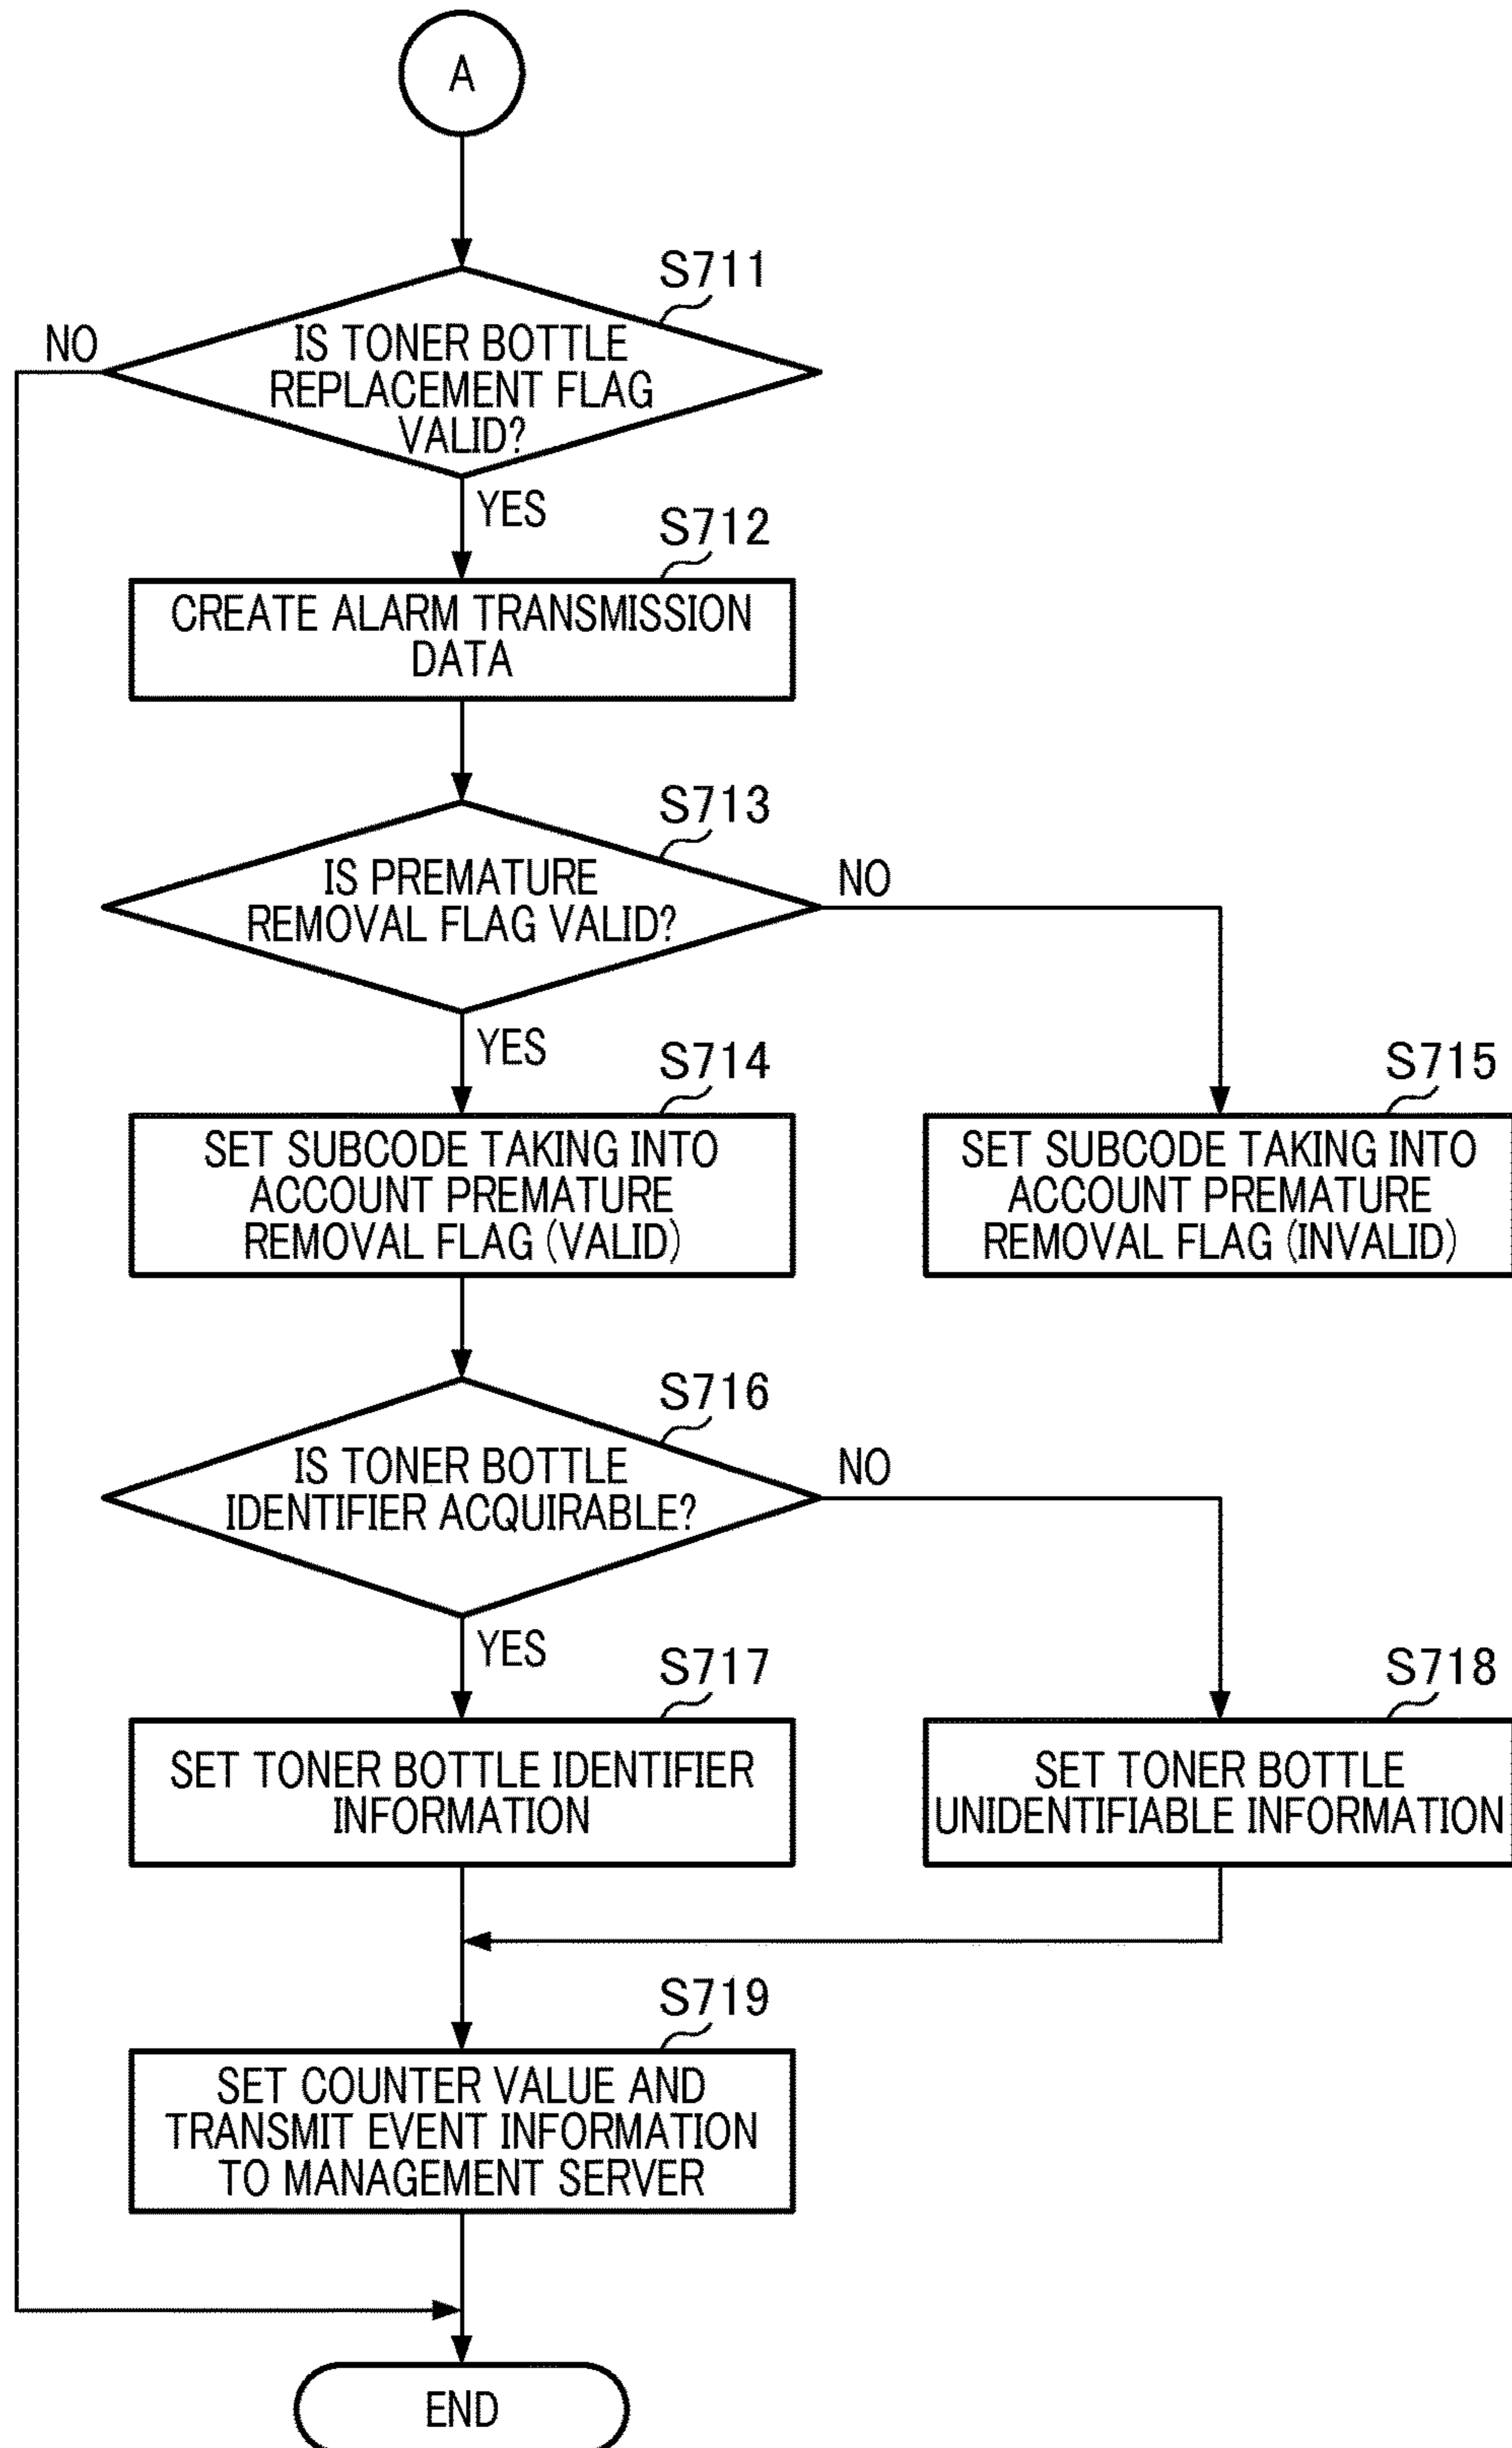 A
S711
NO
IS TONER BOTTLE
REPLACEMENT FLAG
VALID?
YES
S712
CREATE ALARM TRANSMISSION
DATA
S713
IS PREMATURE
REMOVAL FLAG VALID?
NO
YES
S714
SET SUBCODE TAKING INTO
ACCOUNT PREMATURE
REMOVAL FLAG (VALID)
S715
SET SUBCODE TAKING INTO
ACCOUNT PREMATURE
REMOVAL FLAG (INVALID)
S716
IS TONER BOTTLE
IDENTIFIER ACQUIRABLE?
NO
YES
S717
SET TONER BOTTLE IDENTIFIER
INFORMATION
S718
SET TONER BOTTLE
UNIDENTIFIABLE INFORMATION
S719
SET COUNTER VALUE AND
TRANSMIT EVENT INFORMATION
TO MANAGEMENT SERVER
END